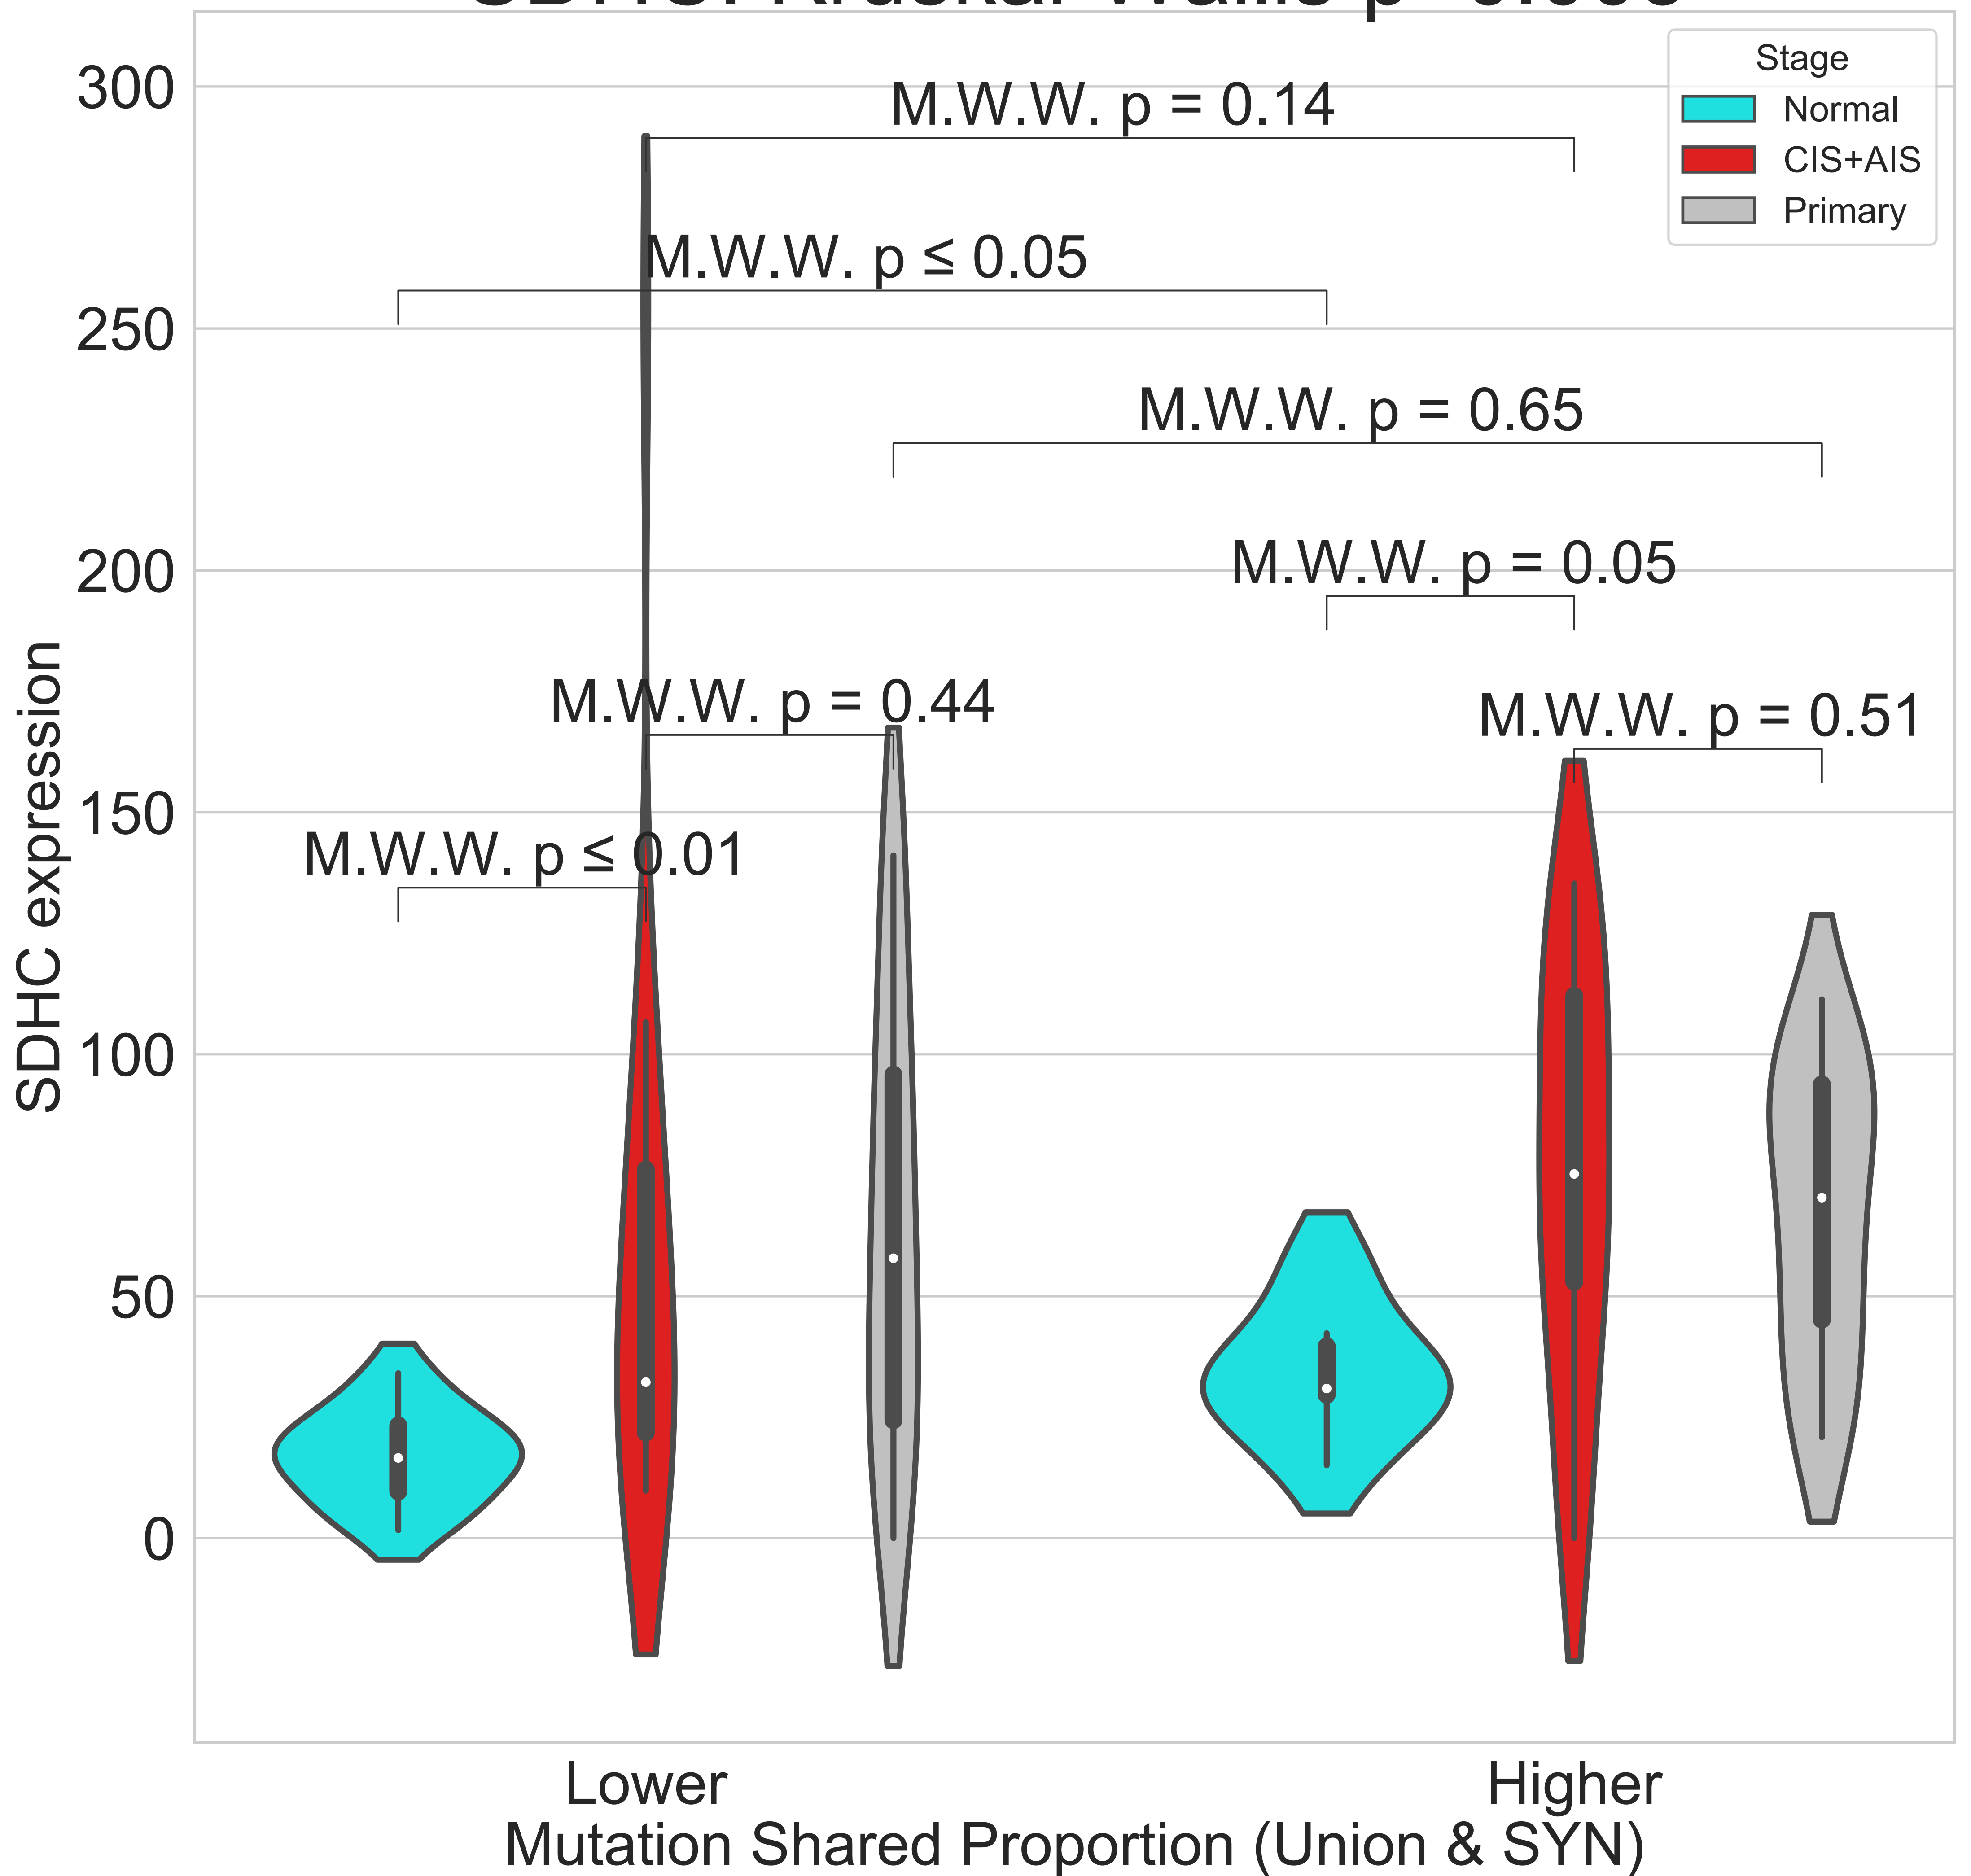 Stage
Normal
CIS+AIS
Primary
300
250
200
150
100
50
0
SDHC expression
M.W.W. p = 0.14
M.W.W. p ≤ 0.05
M.W.W. p = 0.65
M.W.W. p = 0.05
M.W.W. p = 0.44
M.W.W. p = 0.51
M.W.W. p ≤ 0.01
Lower
Higher
Mutation Shared Proportion (Union & SYN)